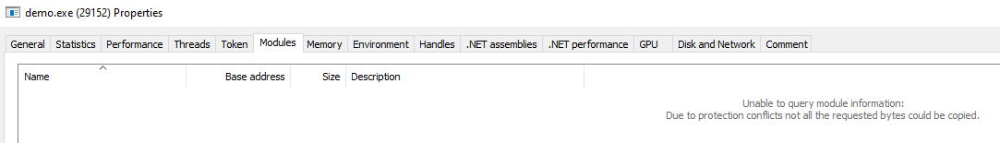 demo.exe (29152) Properties
General Statistics Performance Threads Token Modules Memory Environment Handles .NET assemblies .NET performance GPU Disk and Network Comment
Name Base address Size Description
Unable to query module information:
Due to protection conflicts not all the requested bytes could be copied.